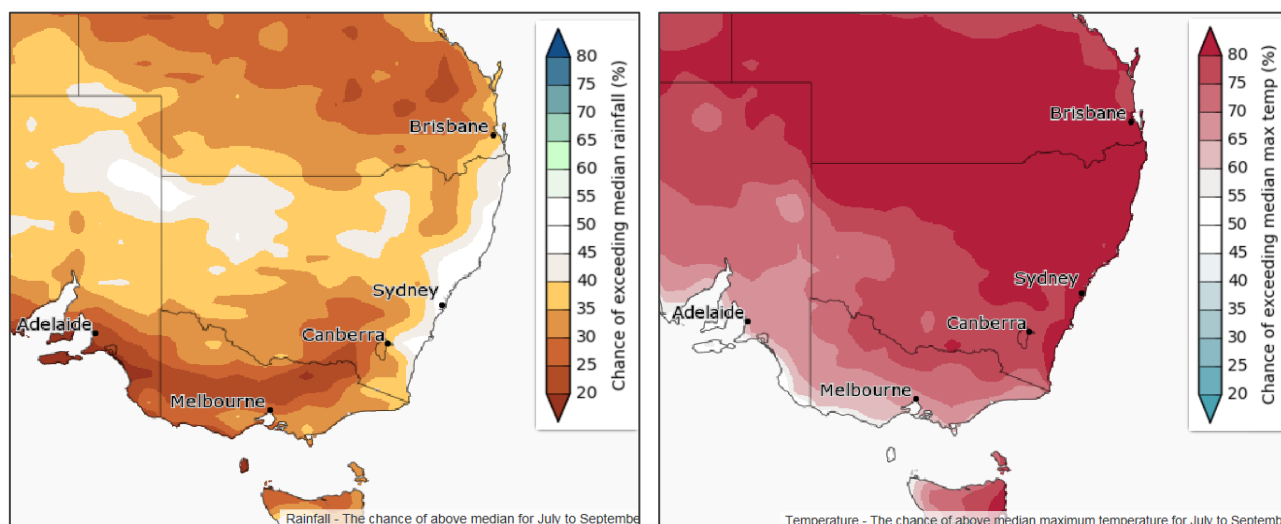 Brisbane
Sydney
Canberra
Adelaide
Melbourne
80
75
70
65
60
55
50
45
40
35
30
25
20
Chance of exceeding median rainfall (%)
Rainfall - The chance of above median for July to Septembe
Brisbane
Sydney
Canberra
Adelaide
Melbourne
80
75
70
65
60
55
50
45
40
35
30
25
20
Chance of exceeding median max temp (%)
Temperature - The chance of above median maximum temperature for July to Septembe